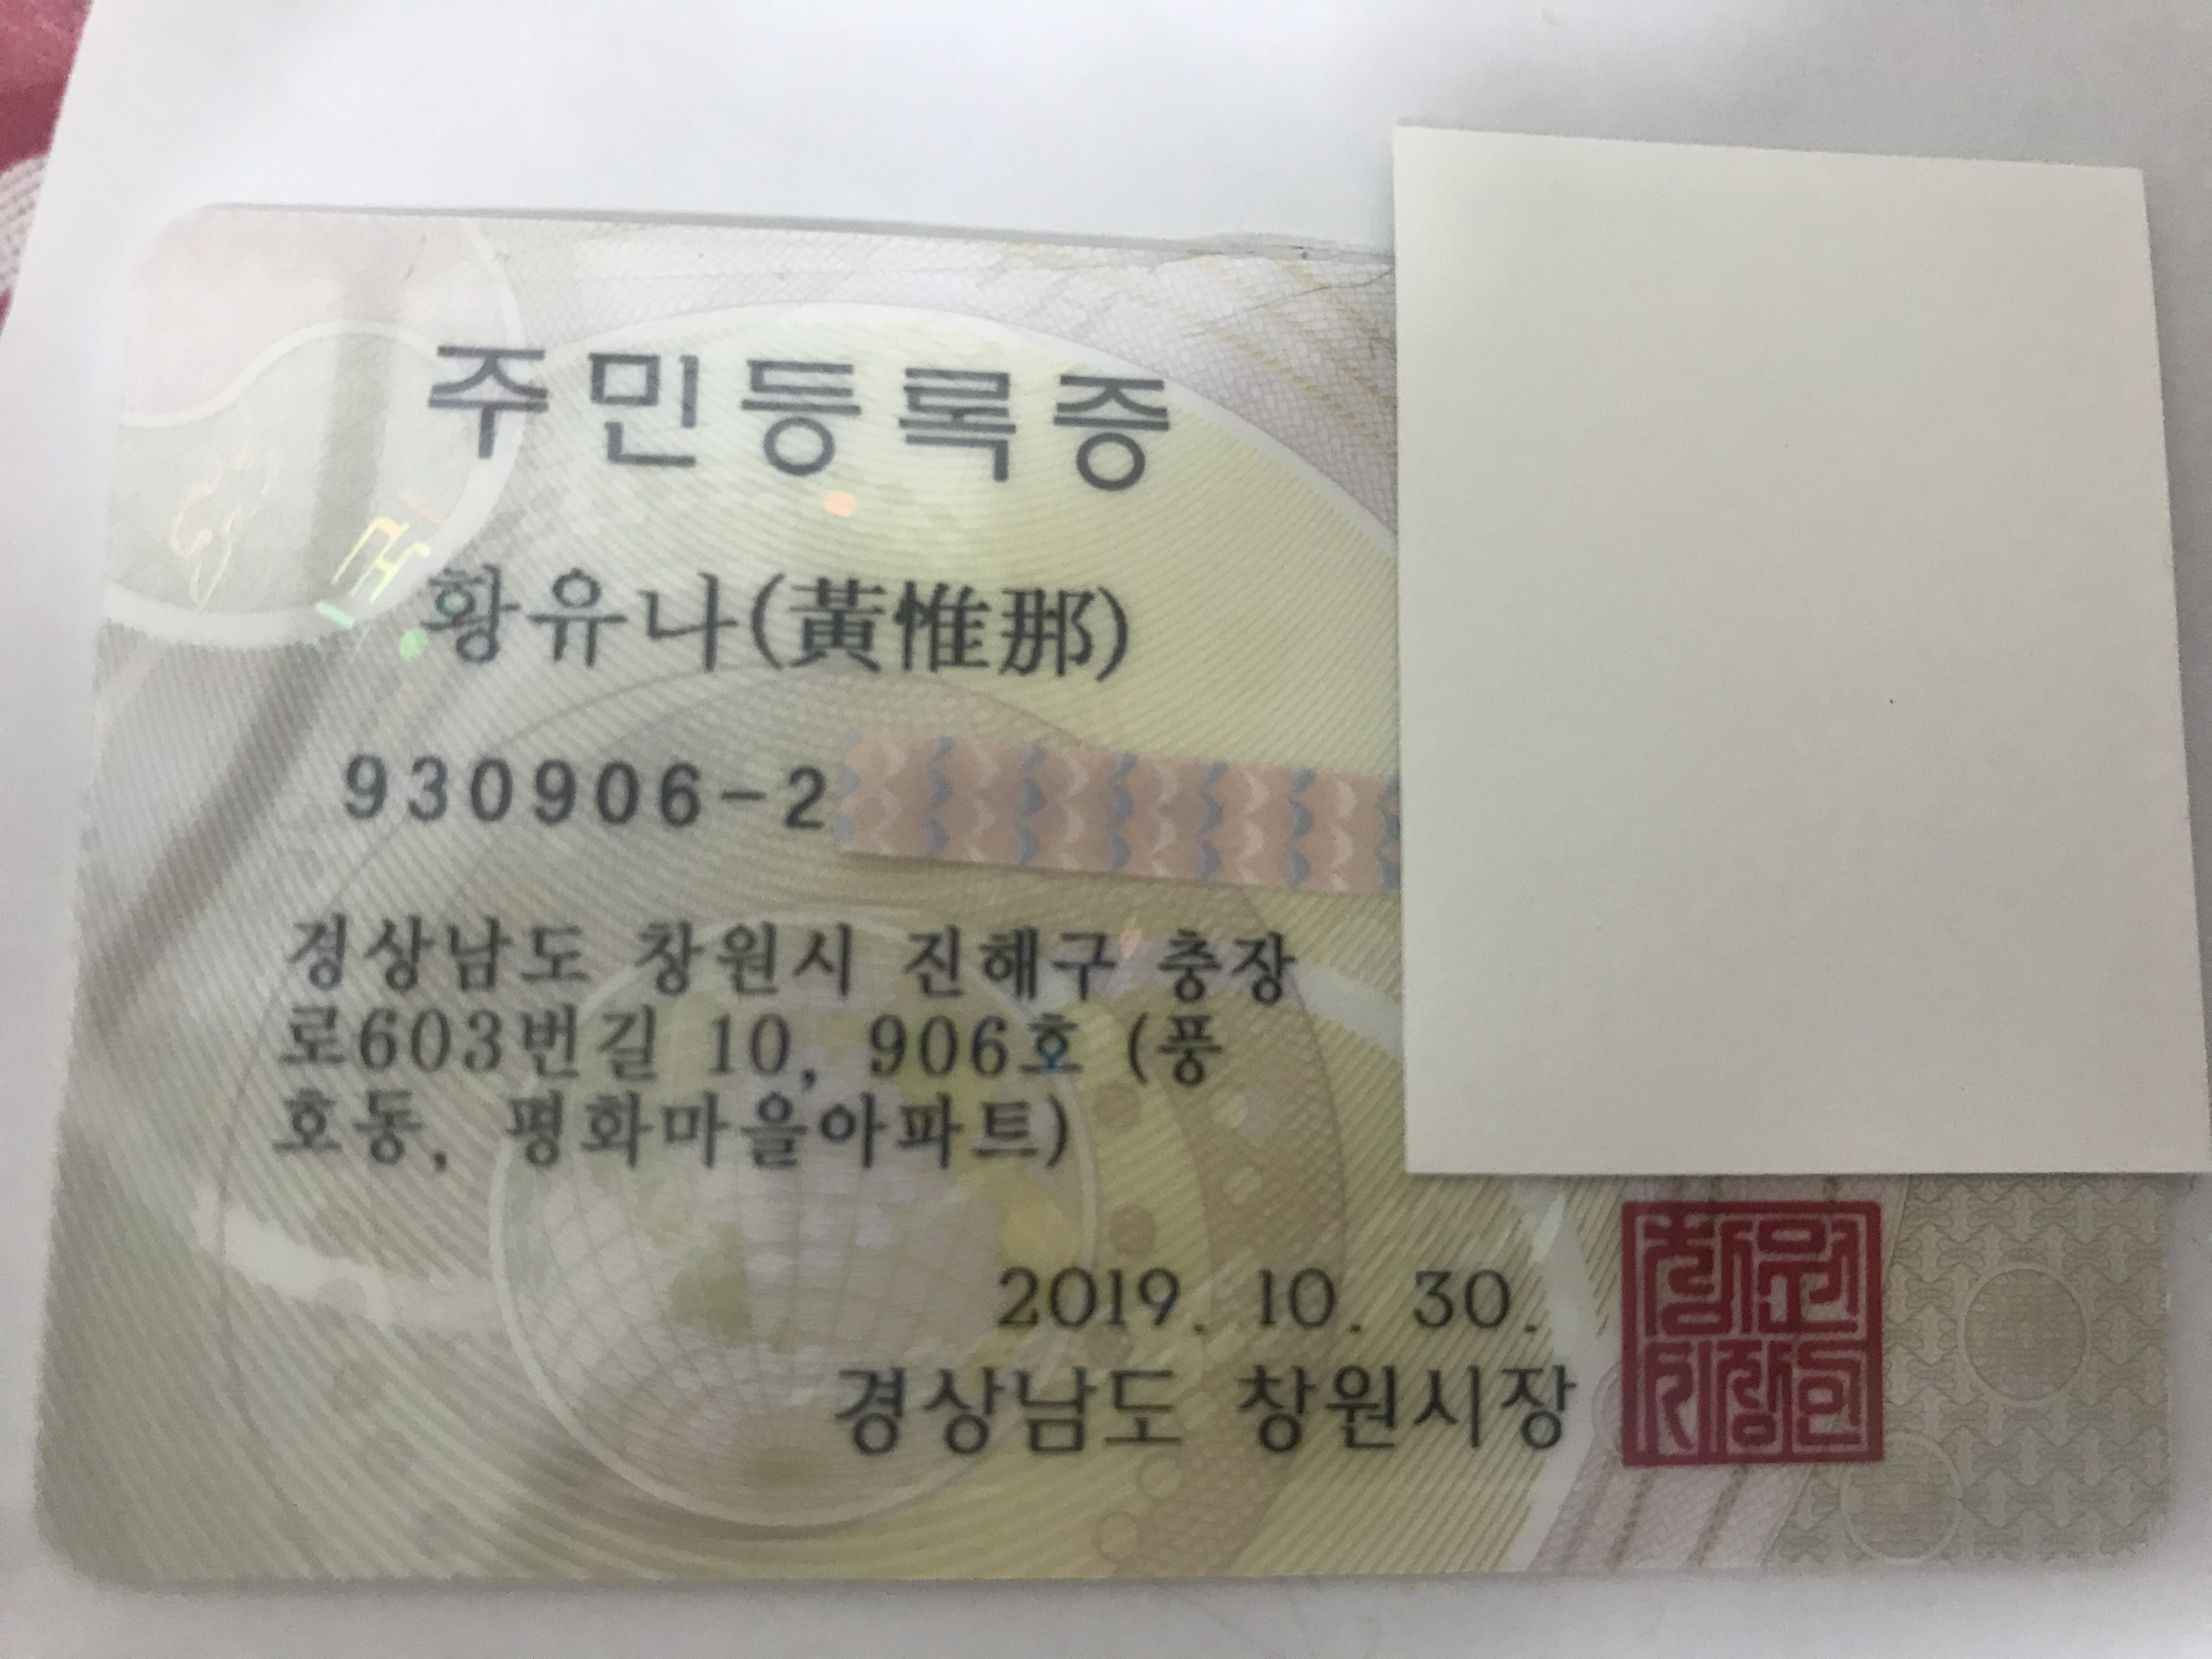 주민등록증
황유나(黃惟那)
930906-2
경상남도 창원시 진해구 충장
로603번길 10, 906호 (풍
호동, 평화마을아파트)
2019. 10. 30.
경상남도 창원시장